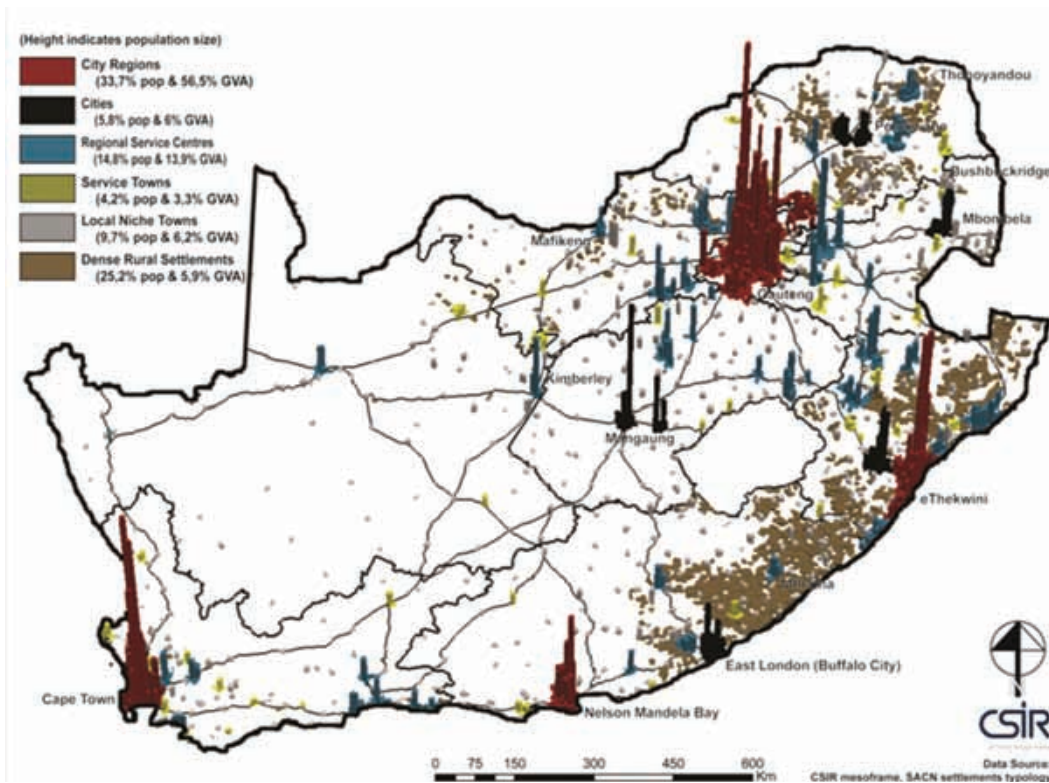 (Height indicates population size)
City Regions
(33,7% pop & 56,5% GVA)
Cities
(5,8% pop & 6% GVA)
Regional Service Centres
(14,8% pop & 13,9% GVA)
Service Towns
(4,2% pop & 3,3% GVA)
Local Niche Towns
(9,7% pop & 6,2% GVA)
Dense Rural Settlements
(25,2% pop & 5,9% GVA)
Thohoyandou
Bushbuckridge
Mbombela
Mafikeng
Gauteng
Kimberley
Mangaung
eThekwini
East London (Buffalo City)
Cape Town
Nelson Mandela Bay
CSIR
0 75 150 300 450 600
Km
Data Source:
CSIR mesoframe, SACN settlements typology